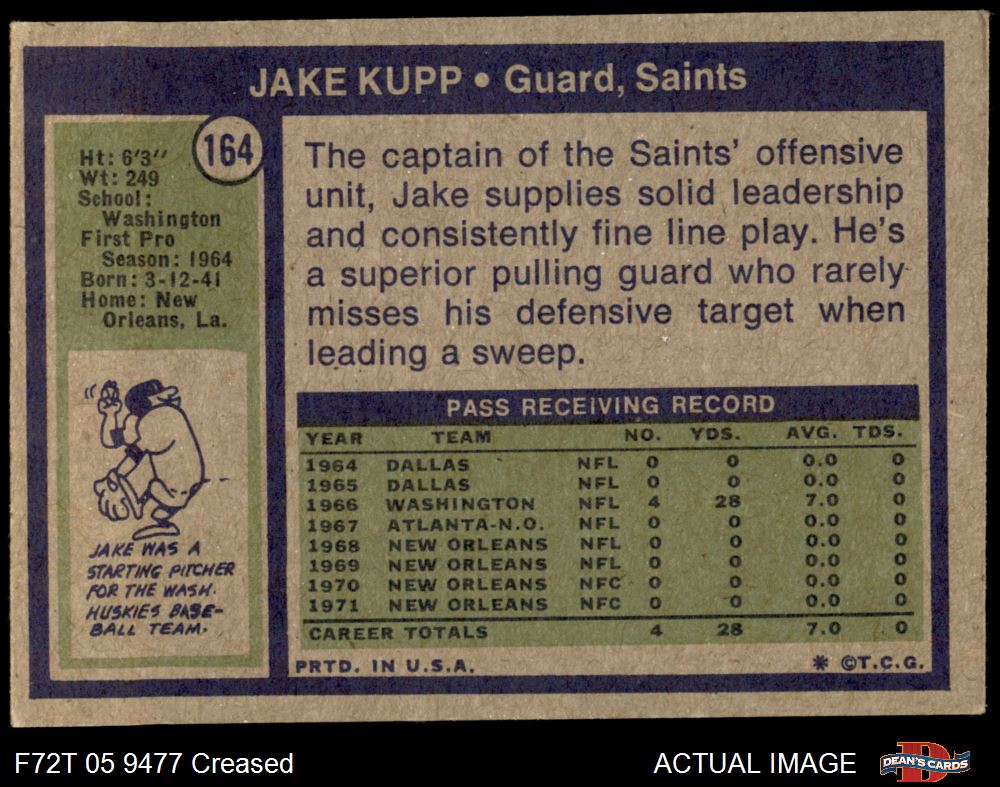 JAKE KUPP • Guard, Saints
164
Ht: 6'3''
Wt: 249
School:
Washington
First Pro
Season: 1964
Born: 3-12-41
Home: New
Orleans, La.
JAKE WAS A
STARTING PITCHER
FOR THE WASH.
HUSKIES BASE-
BALL TEAM.
The captain of the Saints' offensive
unit, Jake supplies solid leadership
and consistently fine line play. He's
a superior pulling guard who rarely
misses his defensive target when
leading a sweep.
PASS RECEIVING RECORD
YEAR TEAM NO. YDS. AVG. TDS.
1964 DALLAS NFL 0 0 0.0 0
1965 DALLAS NFL 0 0 0.0 0
1966 WASHINGTON NFL 4 28 7.0 0
1967 ATLANTA-N.O. NFL 0 0 0.0 0
1968 NEW ORLEANS NFL 0 0 0.0 0
1969 NEW ORLEANS NFL 0 0 0.0 0
1970 NEW ORLEANS NFC 0 0 0.0 0
1971 NEW ORLEANS NFC 0 0 0.0 0
CAREER TOTALS 4 28 7.0 0
PRTD. IN U.S.A. * ©T.C.G.
F72T 05 9477 Creased
ACTUAL IMAGE
D
DEAN'S CARDS